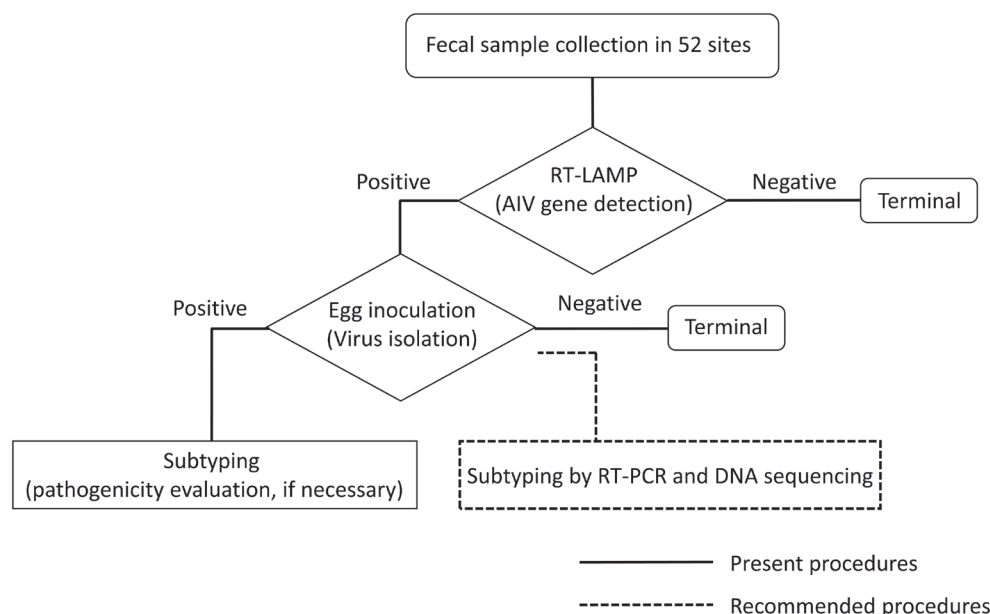 Fecal sample collection in 52 sites
RT-LAMP
(AIV gene detection)
Positive
Negative
Terminal
Egg inoculation
(Virus isolation)
Positive
Negative
Terminal
Subtyping
(pathogenicity evaluation, if necessary)
Subtyping by RT-PCR and DNA sequencing
Present procedures
Recommended procedures